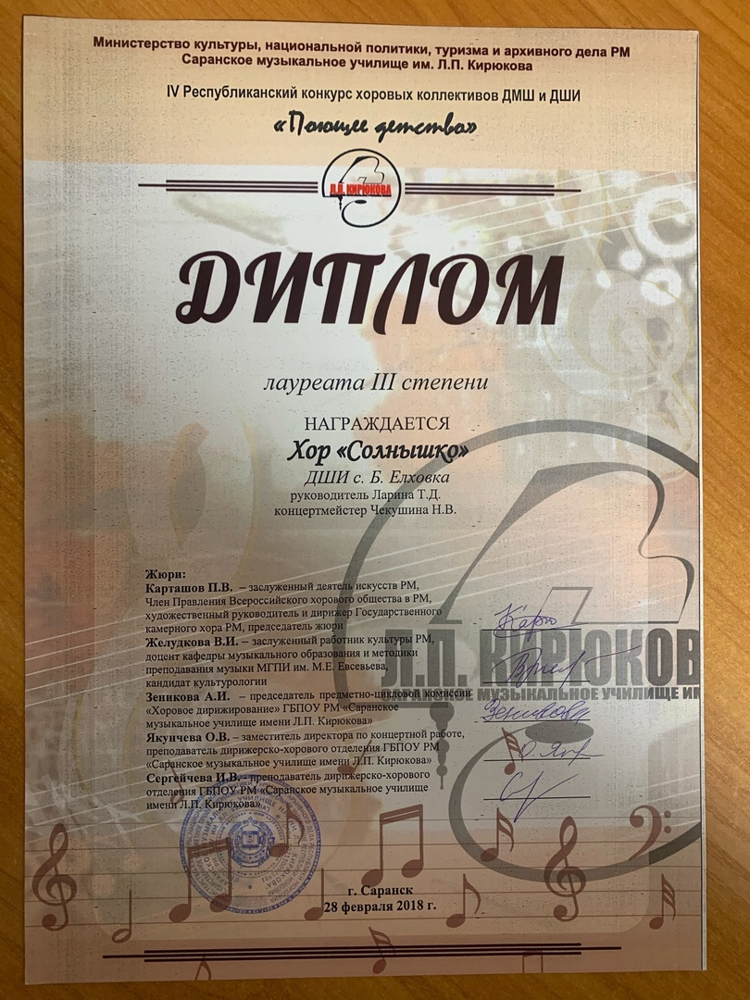 Министерство культуры, национальной политики, туризма и архивного дела РМ
Саранское музыкальное училище им. Л.П. Кирюкова
IV Республиканский конкурс хоровых коллективов ДМШ и ДШИ
«Поющее детство»
Л.П. КИРЮКОВА
ДИПЛОМ
лауреата III степени
НАГРАЖДАЕТСЯ
Хор «Солнышко»
ДШИ с. Б. Елховка
руководитель Ларина Т.Д.
концертмейстер Чекушина Н.В.
Жюри:
Карташов П.В. – заслуженный деятель искусств РМ,
Член Правления Всероссийского хорового общества в РМ,
художественный руководитель и дирижер Государственного
камерного хора РМ, председатель жюри
Желудкова В.И. – заслуженный работник культуры РМ,
доцент кафедры музыкального образования и методики
преподавания музыки МГПИ им. М.Е. Евсевьева,
кандидат культурологии
Зеникова А.И. – председатель предметно-цикловой комиссии
«Хоровое дирижирование» ГБПОУ РМ «Саранское
музыкальное училище имени Л.П. Кирюкова»
Якунчева О.В. – заместитель директора по концертной работе,
преподаватель дирижерско-хорового отделения ГБПОУ РМ
«Саранское музыкальное училище имени Л.П. Кирюкова»
Сергейчева И.В. - преподаватель дирижерско-хорового
отделения ГБПОУ РМ «Саранское музыкальное училище
имени Л.П. Кирюкова»
Л.П. КИРЮКОВ
САРАНСКОЕ МУЗЫКАЛЬНОЕ УЧИЛИЩЕ ИМ
г. Саранск
28 февраля 2018 г.